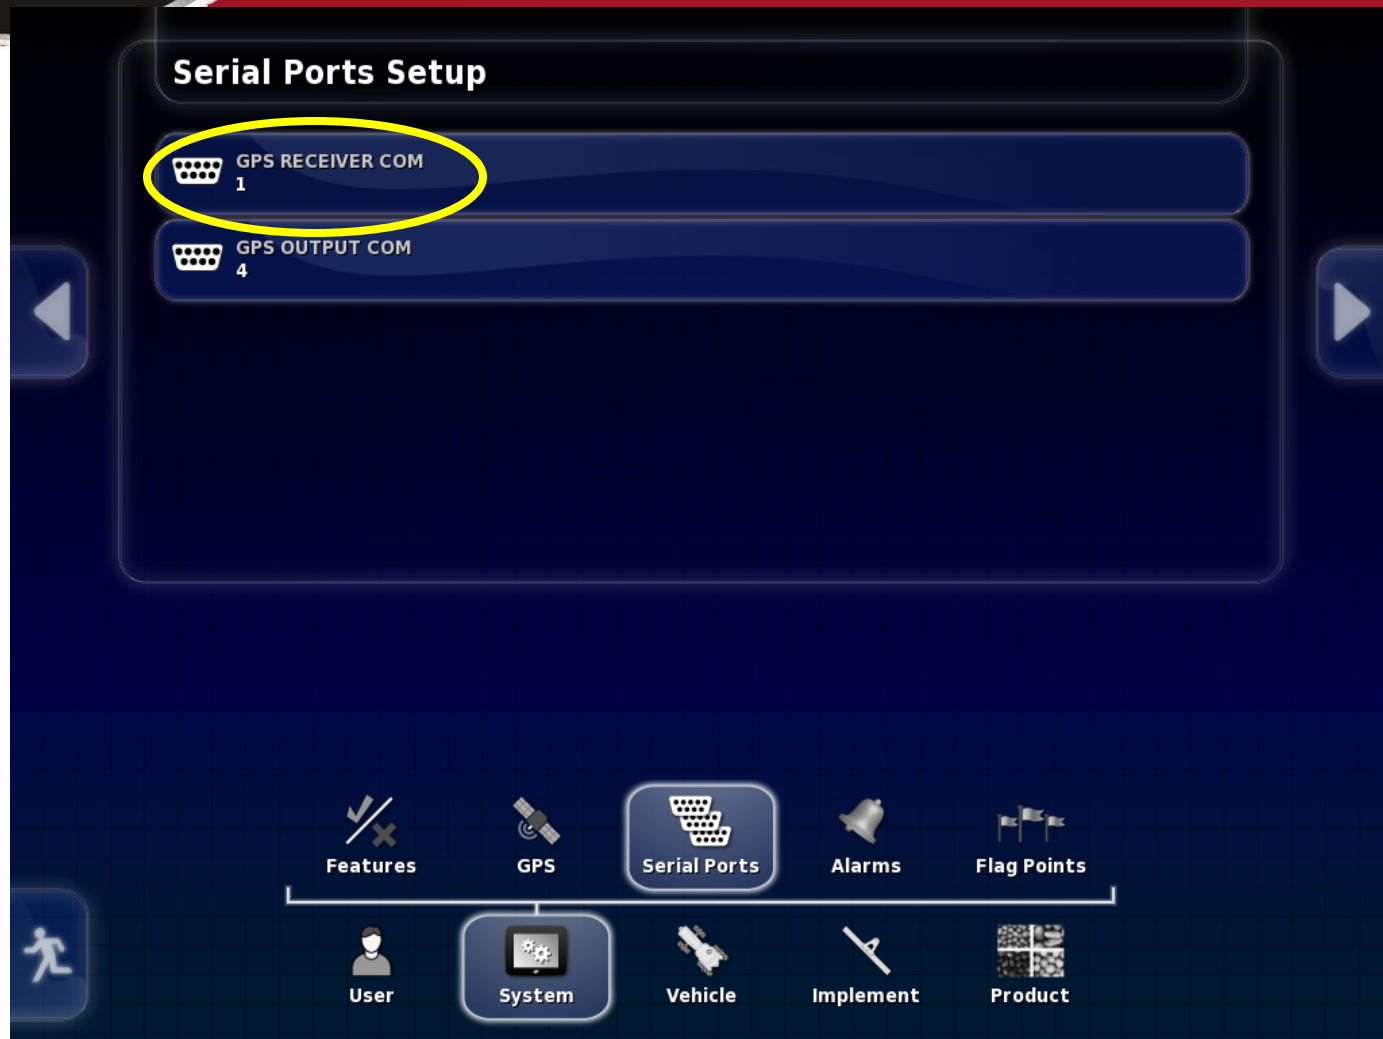 Serial Ports Setup
GPS RECEIVER COM
1
GPS OUTPUT COM
4
Features
GPS
Serial Ports
Alarms
Flag Points
User
System
Vehicle
Implement
Product